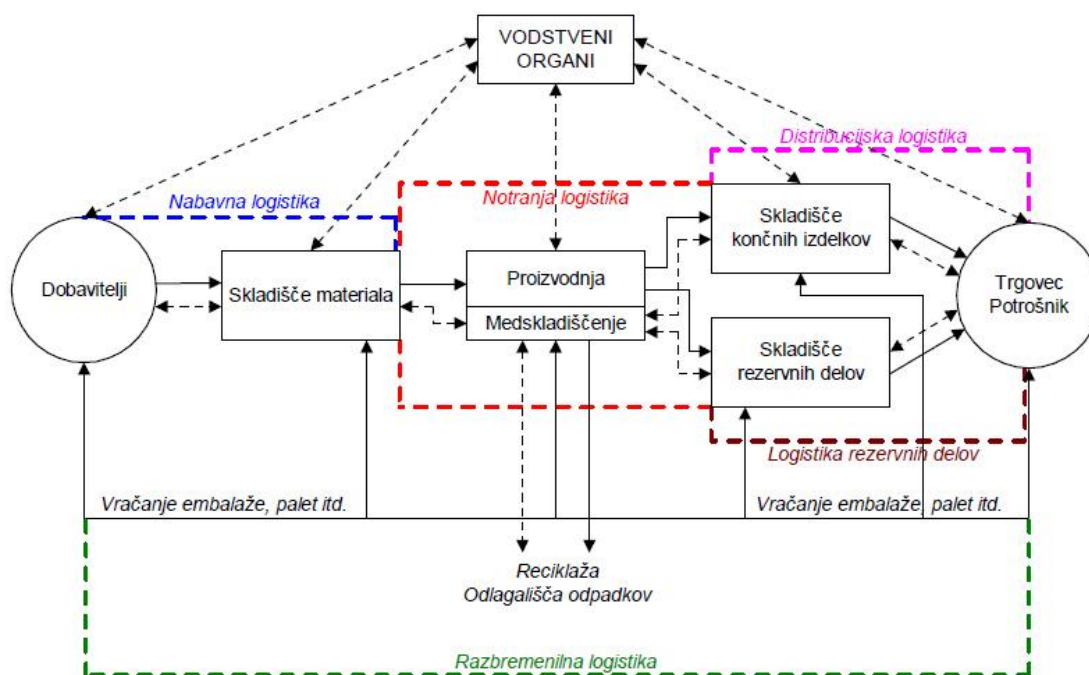 VODSTVENI
ORGANI
Distribucijska logistika
Nabavna logistika
Notranja logistika
Dobavitelji
Skladišče materiala
Proizvodnja
Medskladiščenje
Skladišče
končnih izdelkov
Skladišče
rezervnih delov
Trgovec
Potrošnik
Logistika rezervnih delov
Vračanje embalaže, palet itd.
Vračanje embalaže, palet itd.
Reciklaža
Odlagališča odpadkov
Razbremenilna logistika